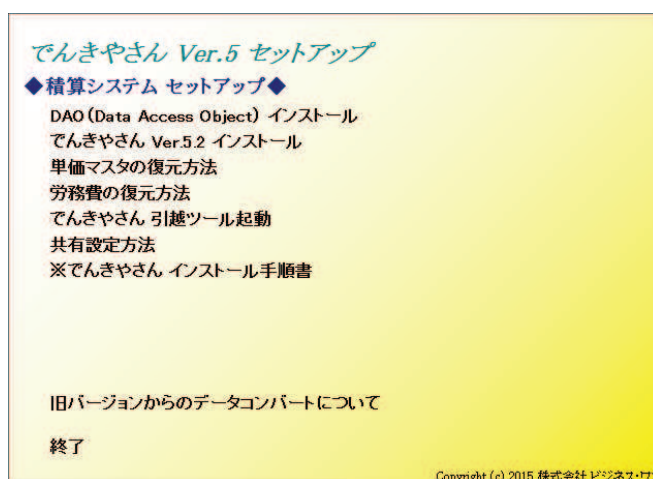 でんきやさん Ver.5 セットアップ
◆積算システム セットアップ◆
DAO(Data Access Object) インストール
でんきやさん Ver.5.2 インストール
単価マスタの復元方法
労務費の復元方法
でんきやさん 引越ツール起動
共有設定方法
※でんきやさん インストール手順書
旧バージョンからのデータコンバートについて
終了
Copyright (c) 2015 株式会社 ビジネス・ワ